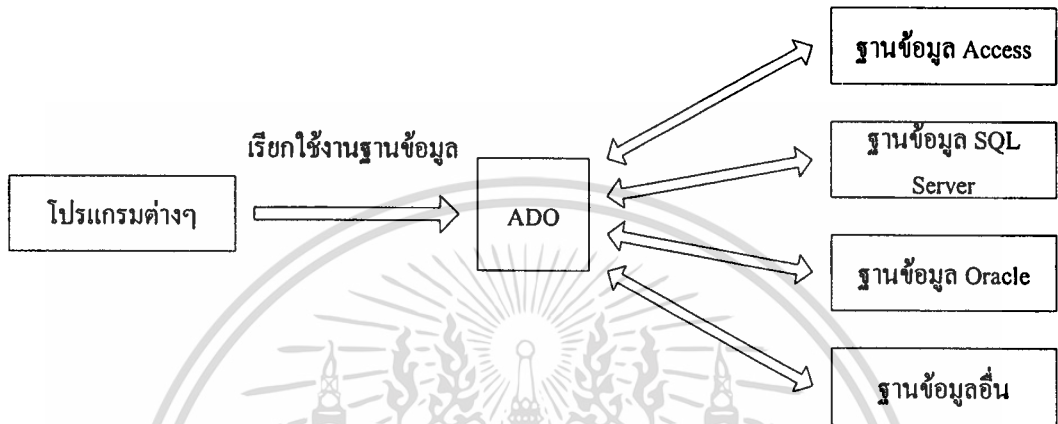 ฐานข้อมูล Access
เรียกใช้งานฐานข้อมูล
ฐานข้อมูล SQL
Server
โปรแกรมต่างๆ
ADO
ฐานข้อมูล Oracle
ฐานข้อมูลอื่น